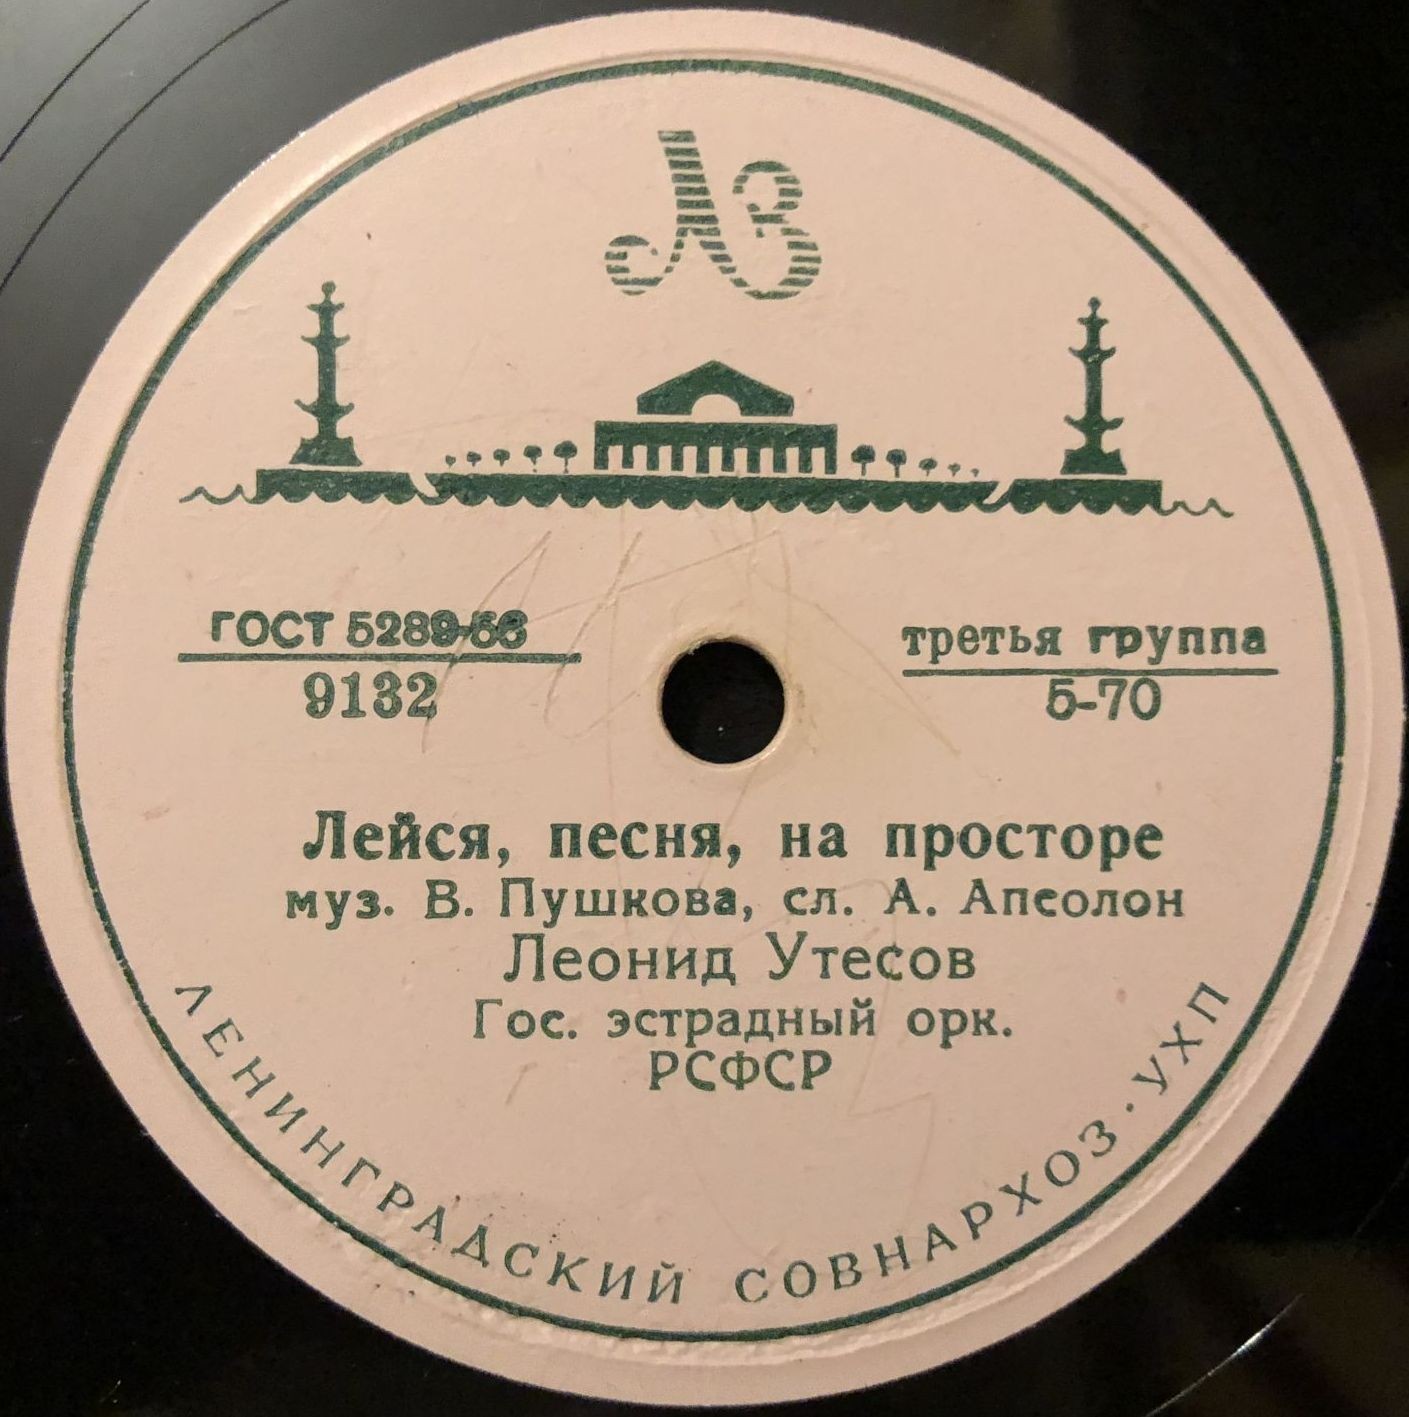 ЛЗ
ГОСТ 5289-56
9132
третья группа
5-70
Лейся, песня, на просторе
муз. В. Пушкова, сл. А. Апсолон
Леонид Утесов
Гос. эстрадный орк.
РСФСР
ЛЕНИНГРАДСКИЙ СОВНАРХОЗ · УХП